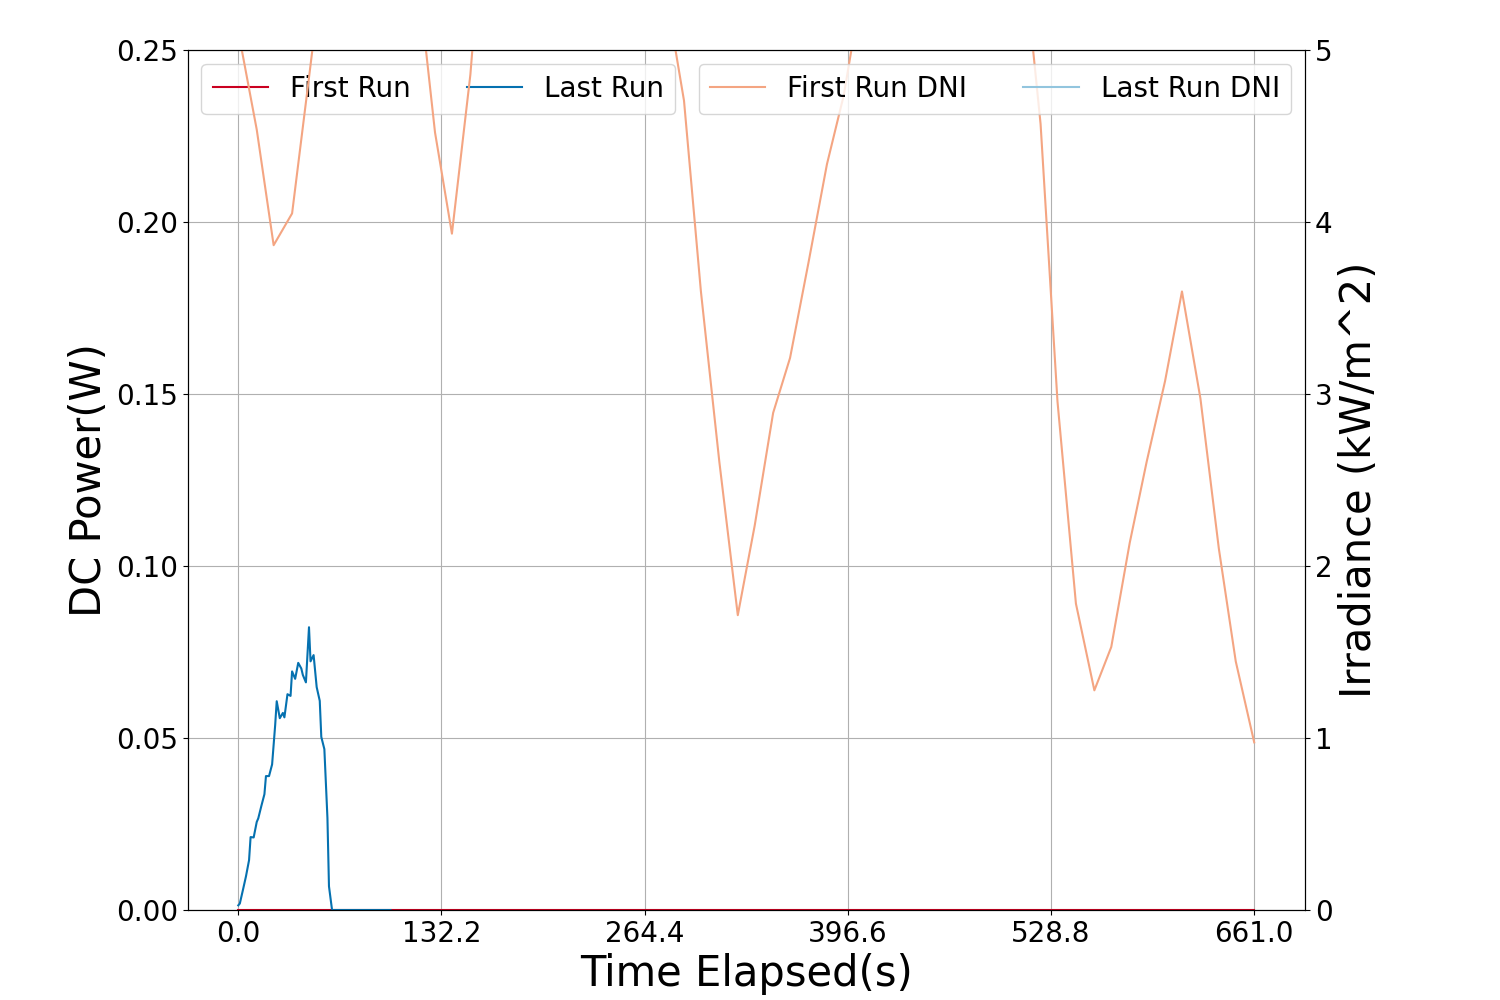 0.25
0.20
0.15
0.10
0.05
0.00
DC Power(W)
First Run
Last Run
First Run DNI
Last Run DNI
5
4
3
2
1
0
Irradiance (kW/m^2)
0.0
132.2
264.4
396.6
528.8
661.0
Time Elapsed(s)